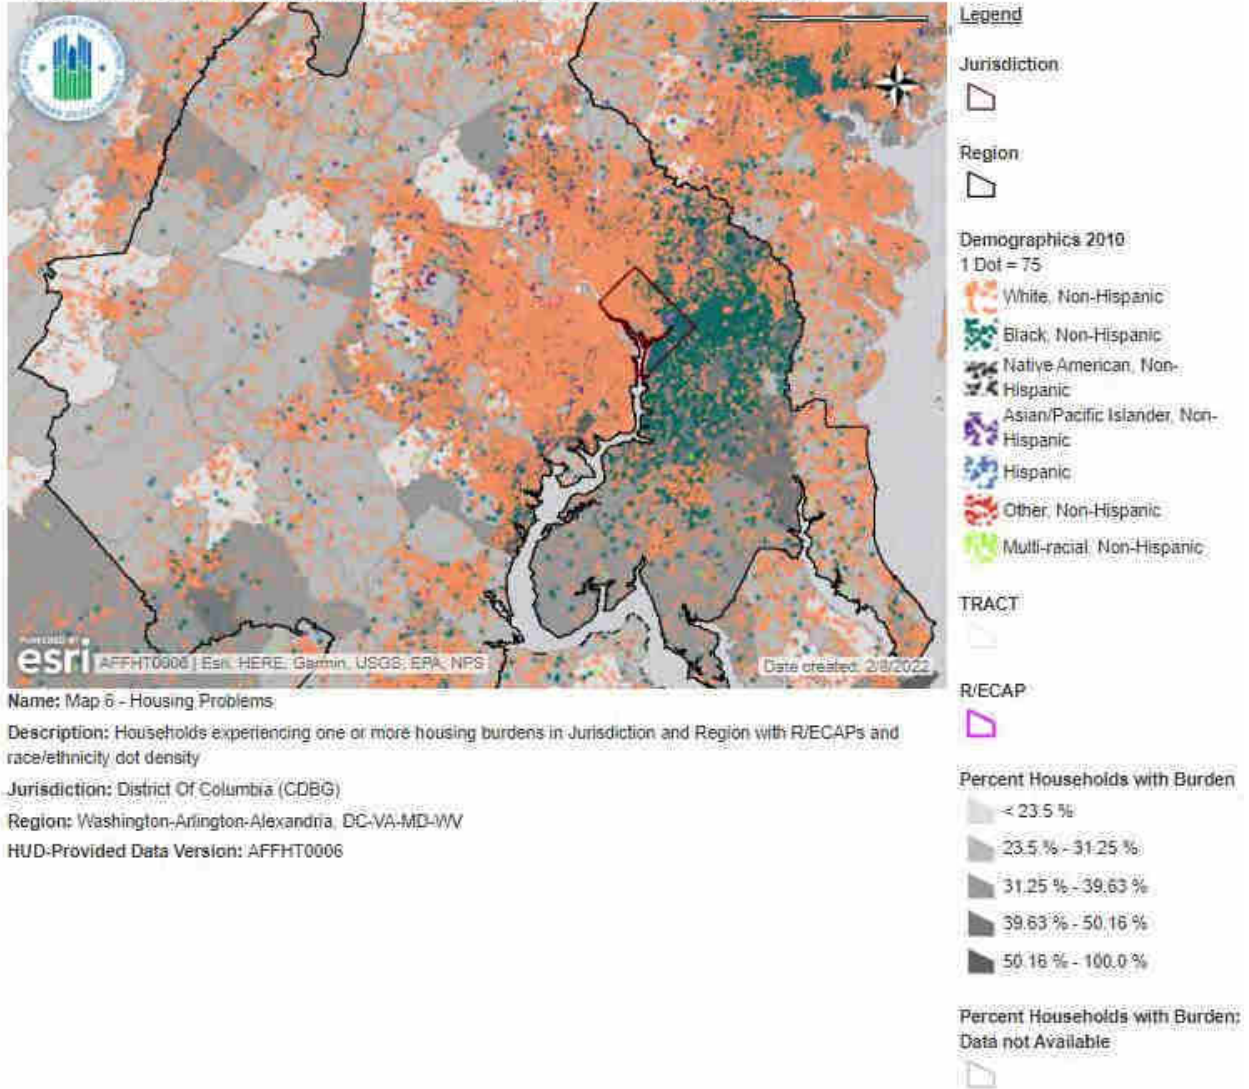 Legend
Jurisdiction
Region
Demographics 2010
1 Dot = 75
White, Non-Hispanic
Black, Non-Hispanic
Native American, Non-
Hispanic
Asian/Pacific Islander, Non-
Hispanic
Hispanic
Other, Non-Hispanic
Multi-racial, Non-Hispanic
TRACT
R/ECAP
Percent Households with Burden
< 23.5 %
23.5 % - 31.25 %
31.25 % - 39.63 %
39.63 % - 50.16 %
50.16 % - 100.0 %
Percent Households with Burden:
Data not Available
POWERED BY
esri
AFFHT0006 | Esri, HERE, Garmin, USGS, EPA, NPS
Date created: 2/8/2022
Name: Map 6 - Housing Problems
Description: Households experiencing one or more housing burdens in Jurisdiction and Region with R/ECAPs and
race/ethnicity dot density
Jurisdiction: District Of Columbia (CDBG)
Region: Washington-Arlington-Alexandria, DC-VA-MD-WV
HUD-Provided Data Version: AFFHT0006